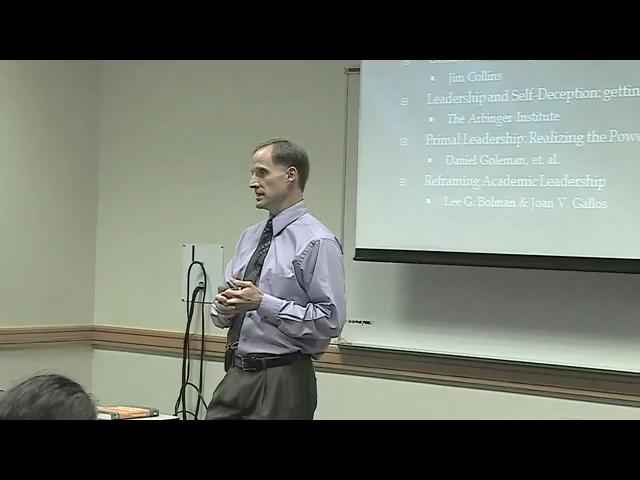 Jim Collins
Leadership and Self-Deception: getting
The Arbinger Institute
Primal Leadership: Realizing the Powe
Daniel Goleman, et. al.
Reframing Academic Leadership
Lee G. Bolman & Joan V. Gallos